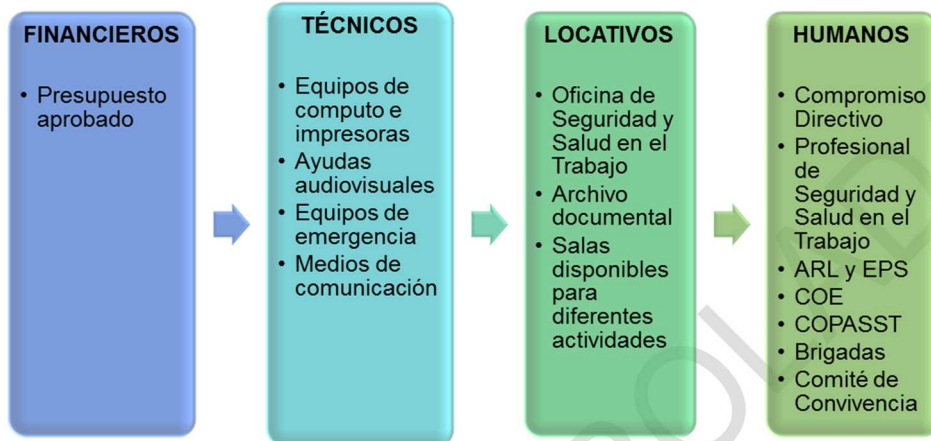 FINANCIEROS
• Presupuesto
aprobado
TÉCNICOS
• Equipos de
computo e
impresoras
• Ayudas
audiovisuales
• Equipos de
emergencia
• Medios de
comunicación
LOCATIVOS
• Oficina de
Seguridad y
Salud en el
Trabajo
• Archivo
documental
• Salas
disponibles
para
diferentes
actividades
HUMANOS
• Compromiso
Directivo
• Profesional
de
Seguridad y
Salud en el
Trabajo
• ARL y EPS
• COE
• COPASST
• Brigadas
• Comité de
Convivencia